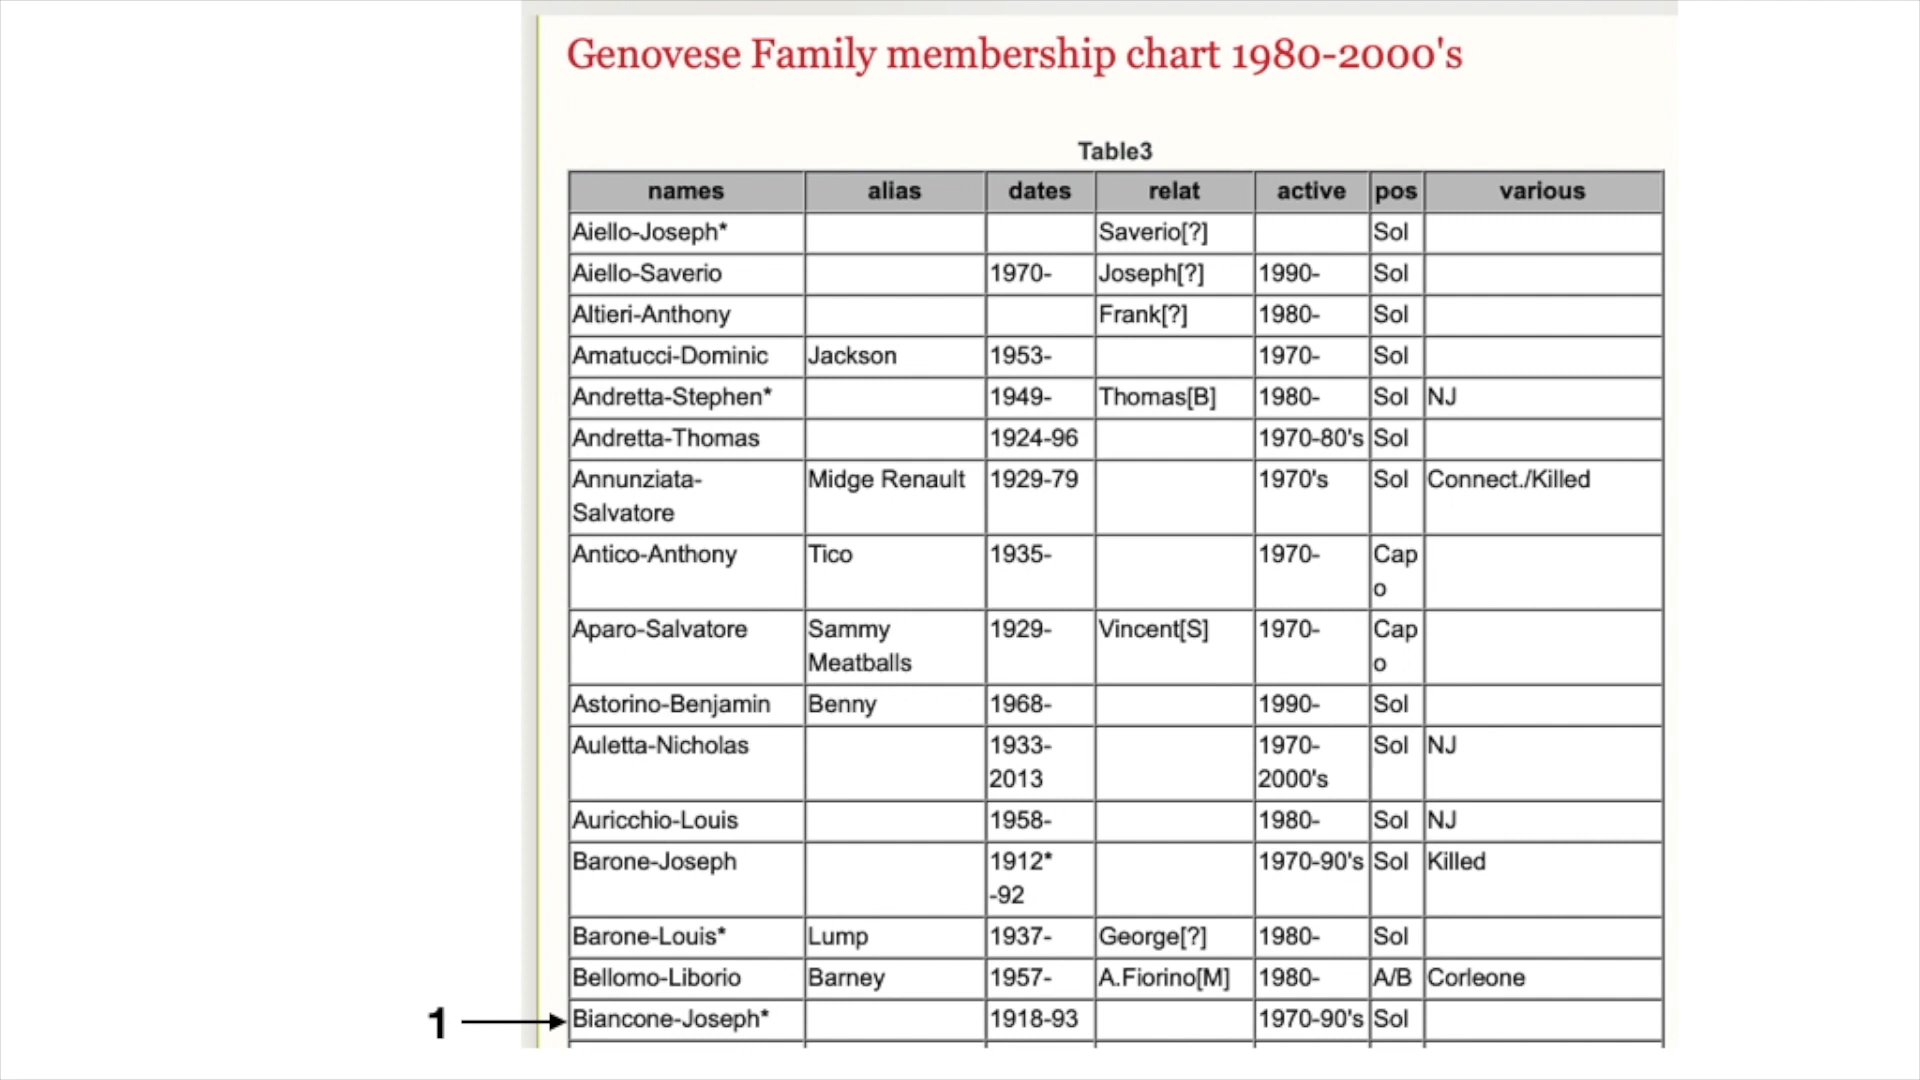 Genovese Family membership chart 1980-2000's
Table3
names alias dates relat active pos various
Aiello-Joseph* Saverio[?] Sol
Aiello-Saverio 1970- Joseph[?] 1990- Sol
Altieri-Anthony Frank[?] 1980- Sol
Amatucci-Dominic Jackson 1953- 1970- Sol
Andretta-Stephen* 1949- Thomas[B] 1980- Sol NJ
Andretta-Thomas 1924-96 1970-80's Sol
Annunziata- Midge Renault 1929-79 1970's Sol Connect./Killed
Salvatore
Antico-Anthony Tico 1935- 1970- Cap
o
Aparo-Salvatore Sammy 1929- Vincent[S] 1970- Cap
Meatballs o
Astorino-Benjamin Benny 1968- 1990- Sol
Auletta-Nicholas 1933- 1970- Sol NJ
2013 2000's
Auricchio-Louis 1958- 1980- Sol NJ
Barone-Joseph 1912* 1970-90's Sol Killed
-92
Barone-Louis* Lump 1937- George[?] 1980- Sol
Bellomo-Liborio Barney 1957- A.Fiorino[M] 1980- A/B Corleone
1 Biancone-Joseph* 1918-93 1970-90's Sol